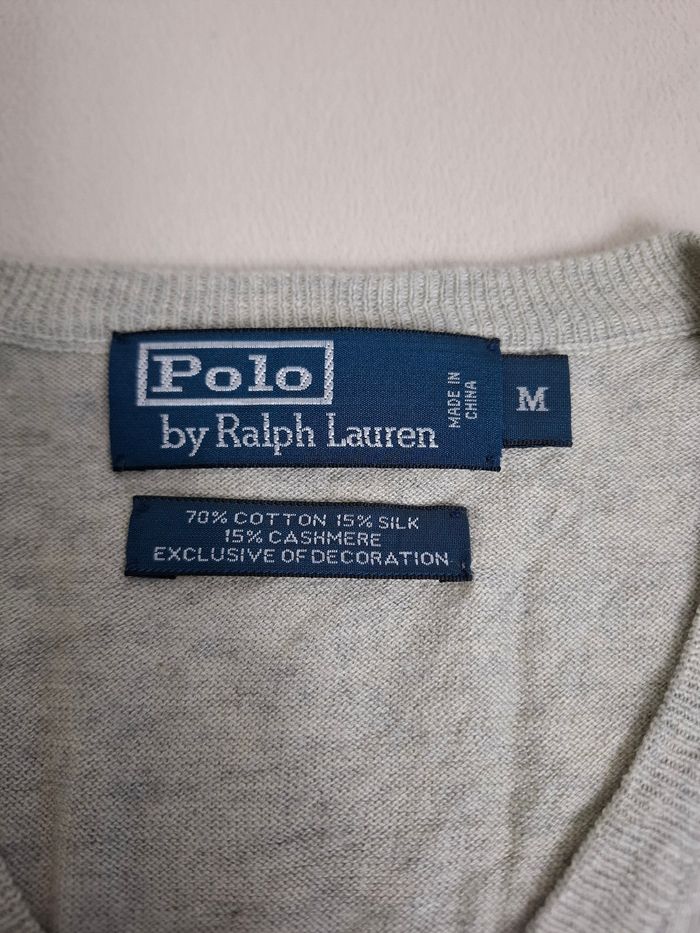 Polo
by Ralph Lauren
MADE IN
CHINA
M
70% COTTON 15% SILK
15% CASHMERE
EXCLUSIVE OF DECORATION